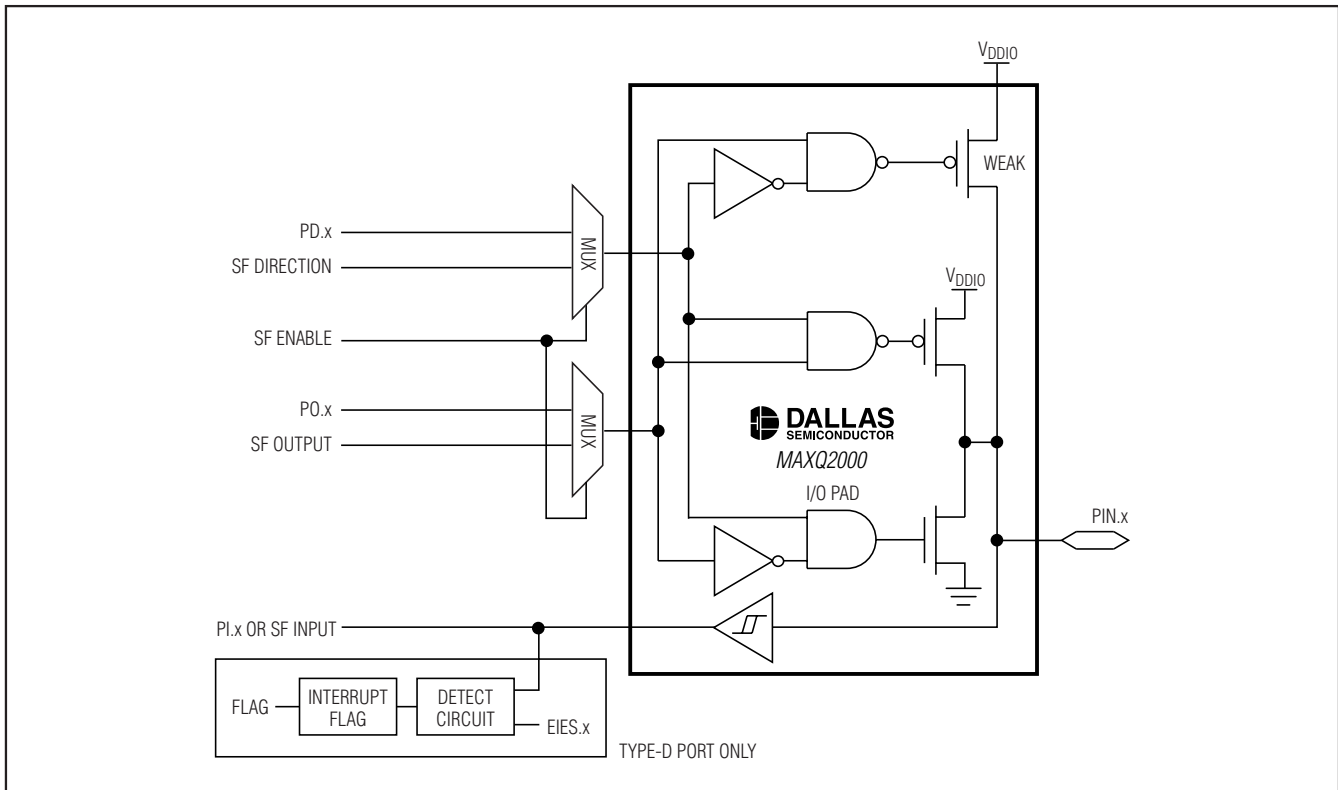 VDDIO
WEAK
PD.x
SF DIRECTION
MUX
VDDIO
SF ENABLE
PO.x
SF OUTPUT
MUX
DALLAS
SEMICONDUCTOR
MAXQ2000
I/O PAD
PIN.x
PI.x OR SF INPUT
FLAG
INTERRUPT
FLAG
DETECT
CIRCUIT
EIES.x
TYPE-D PORT ONLY